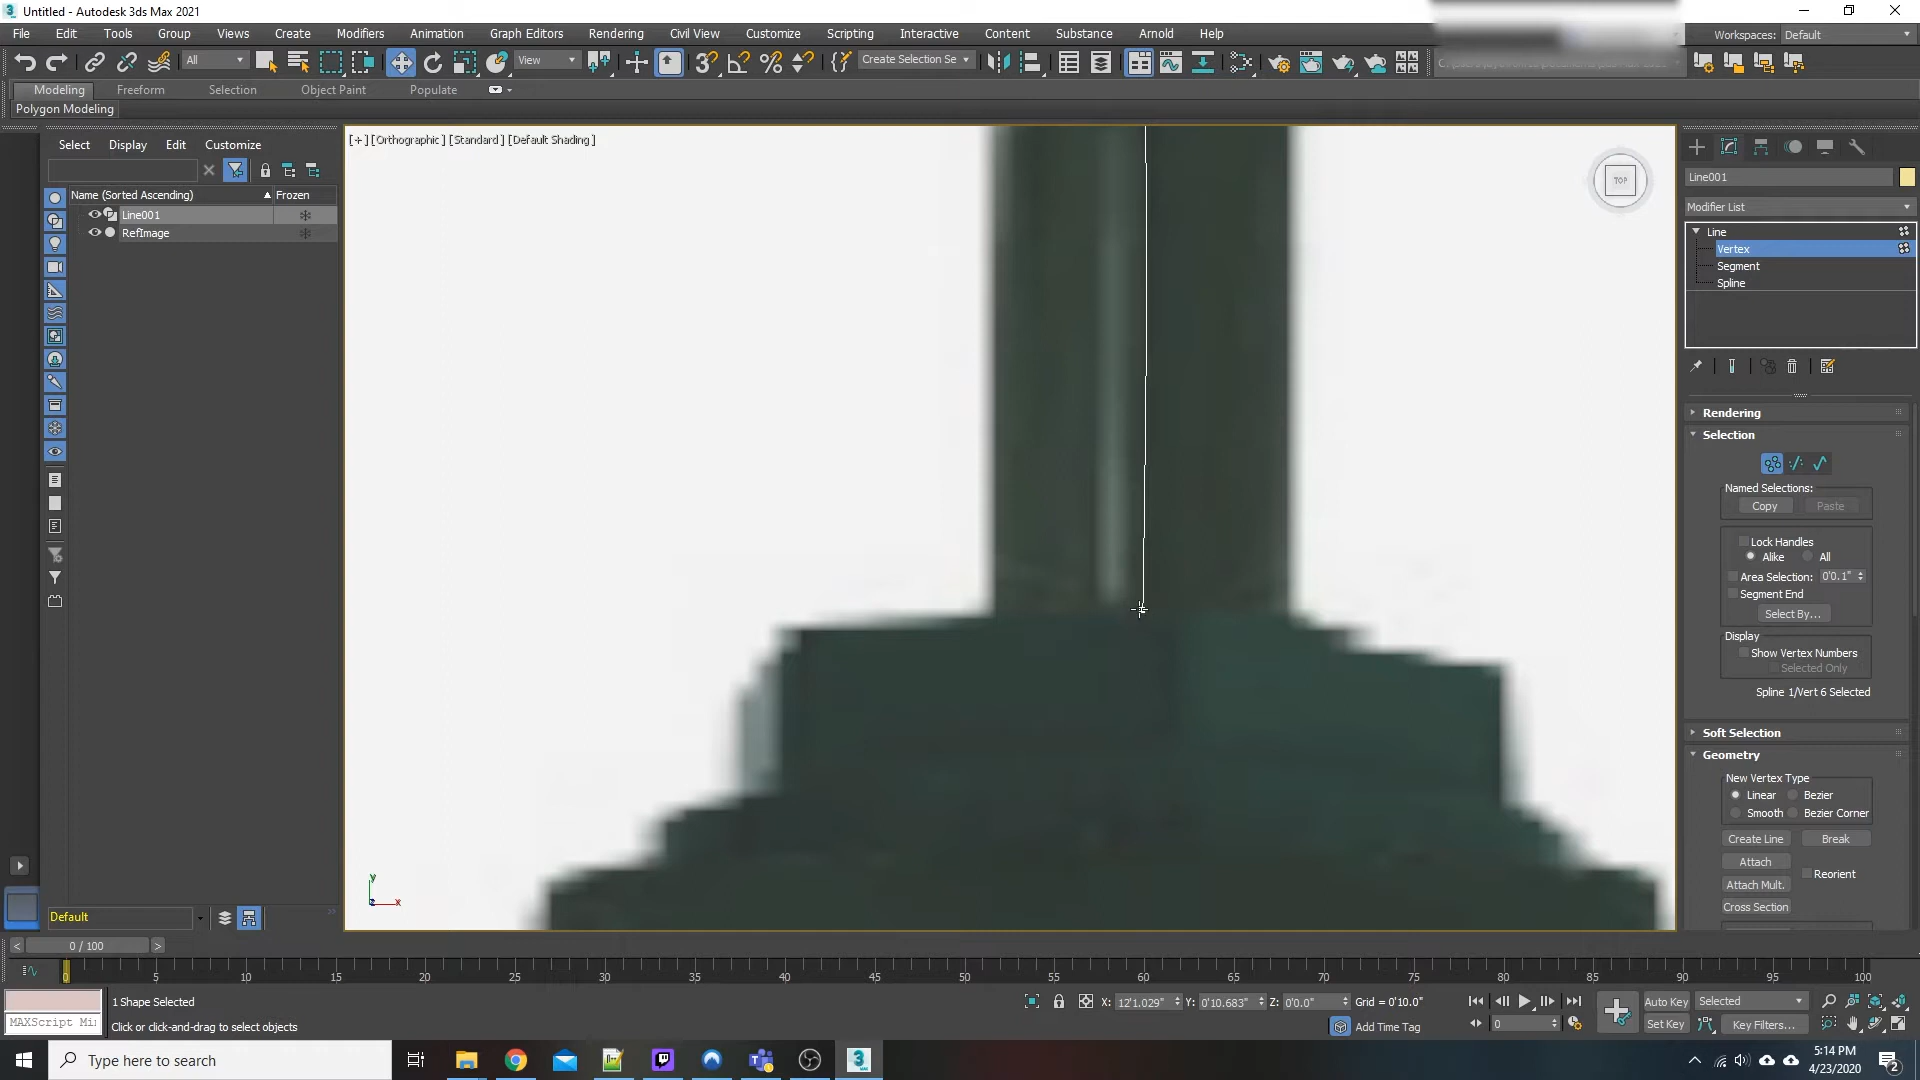 Untitled - Autodesk 3ds Max 2021
File Edit Tools Group Views Create Modifiers Animation Graph Editors Rendering Civil View Customize Scripting Interactive Content Substance Arnold Help
Workspaces: Default
All View Create Selection Se
Modeling Freeform Selection Object Paint Populate
Polygon Modeling
Select Display Edit Customize
Name (Sorted Ascending) Frozen
Line001
RefImage
[+] [Orthographic] [Standard] [Default Shading]
TOP
Line001
Modifier List
Line
Vertex
Segment
Spline
Rendering
Selection
Named Selections:
Copy Paste
Lock Handles
Alike All
Area Selection: 0'0.1"
Segment End
Select By...
Display
Show Vertex Numbers
Selected Only
Spline 1/Vert 6 Selected
Soft Selection
Geometry
New Vertex Type
Linear Bezier
Smooth Bezier Corner
Create Line Break
Attach
Reorient
Attach Mult.
Cross Section
y
z x
Default
0 / 100
0 5 10 15 20 25 30 35 40 45 50 55 60 65 70 75 80 85 90 95 100
1 Shape Selected
X: 12'1.029" Y: 0'10.683" Z: 0'0.0" Grid = 0'10.0"
Auto Key Selected
MAXScript Mi
Click or click-and-drag to select objects
Add Time Tag
0
Set Key Key Filters...
Type here to search
5:14 PM
4/23/2020
2